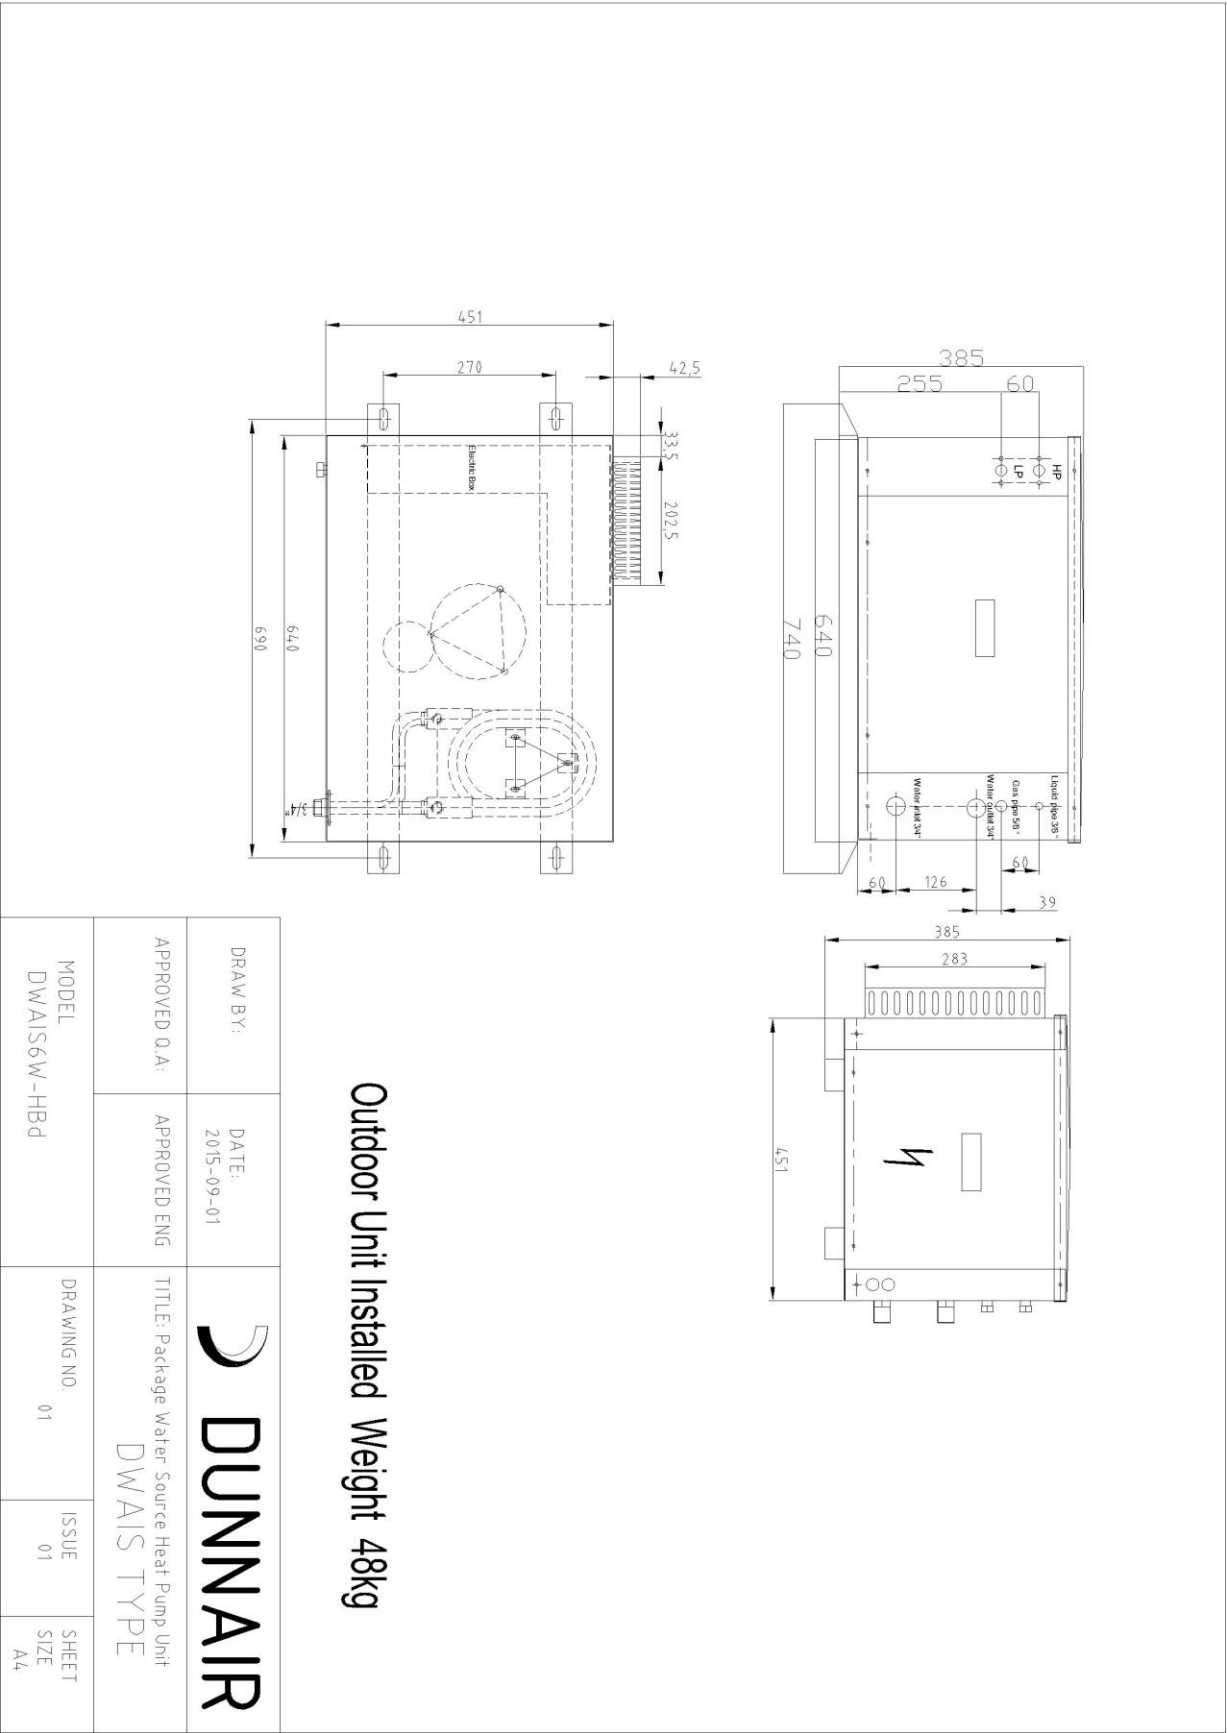 385
255
60
HP
LP
640
740
Liquid pipe 3/8"
Gas pipe 5/8"
Water outlet 3/4"
Water inlet 3/4"
60
126
60
39
451
270
42,5
33,5
202,5
Electric Box
640
690
3/4"
385
283
451
Outdoor Unit Installed Weight 48kg
DRAW BY:
DATE:
2015-09-01
DUNNAIR
APPROVED Q.A:
APPROVED ENG
TITLE: Package Water Source Heat Pump Unit
DWAIS TYPE
MODEL
DWAIS6W-HBd
DRAWING NO.
01
ISSUE
01
SHEET
SIZE
A4